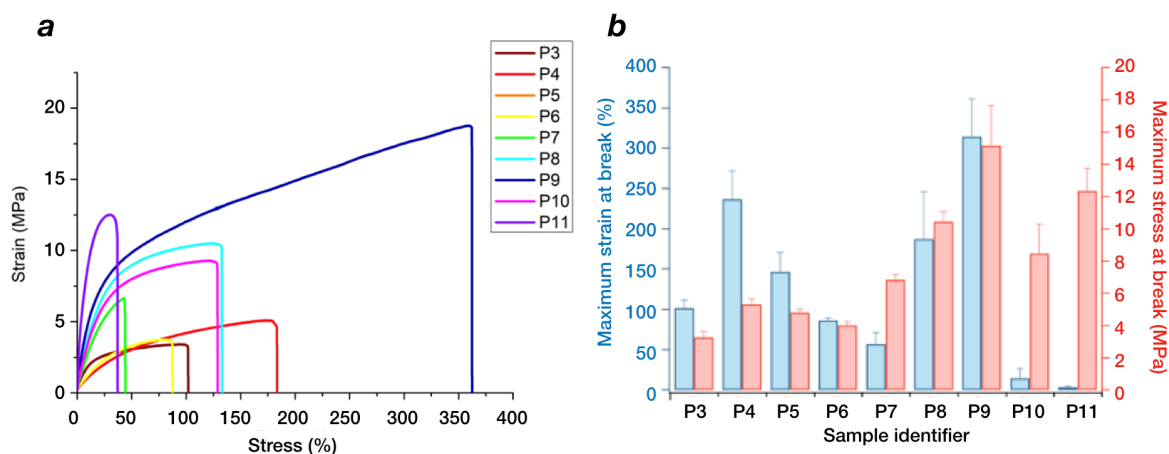 a
P3
P4
P5
P6
P7
P8
P9
P10
P11
Strain (MPa)
20
15
10
5
0
0 50 100 150 200 250 300 350 400
Stress (%)
b
Maximum strain at break (%)
400
350
300
250
200
150
100
50
0
20
18
16
14
12
10
8
6
4
2
0
Maximum stress at break (MPa)
P3 P4 P5 P6 P7 P8 P9 P10 P11
Sample identifier